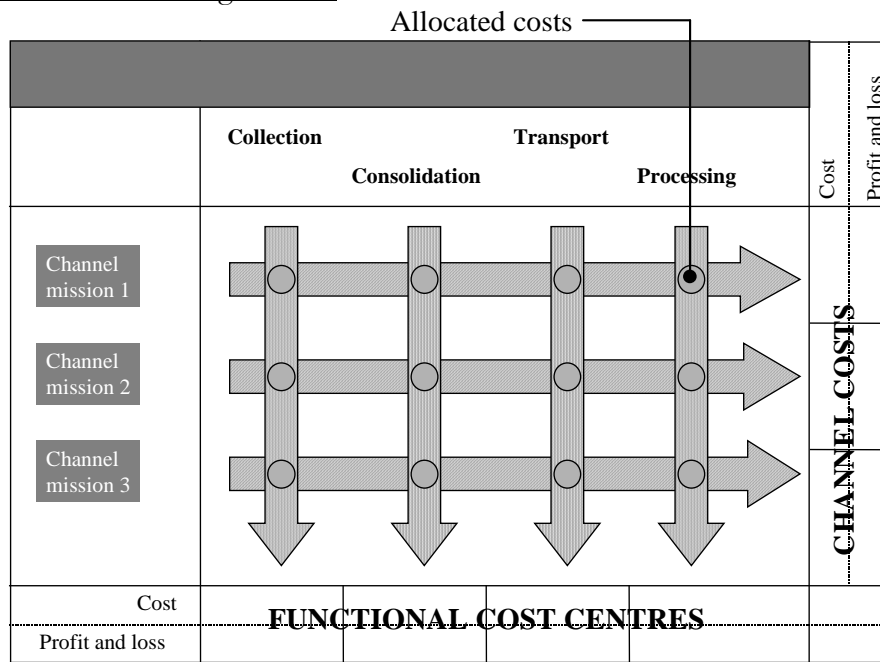 Allocated costs
Collection
Transport
Consolidation
Processing
Cost
Profit and loss
Channel
mission 1
Channel
mission 2
Channel
mission 3
CHANNEL COSTS
Cost
FUNCTIONAL COST CENTRES
Profit and loss